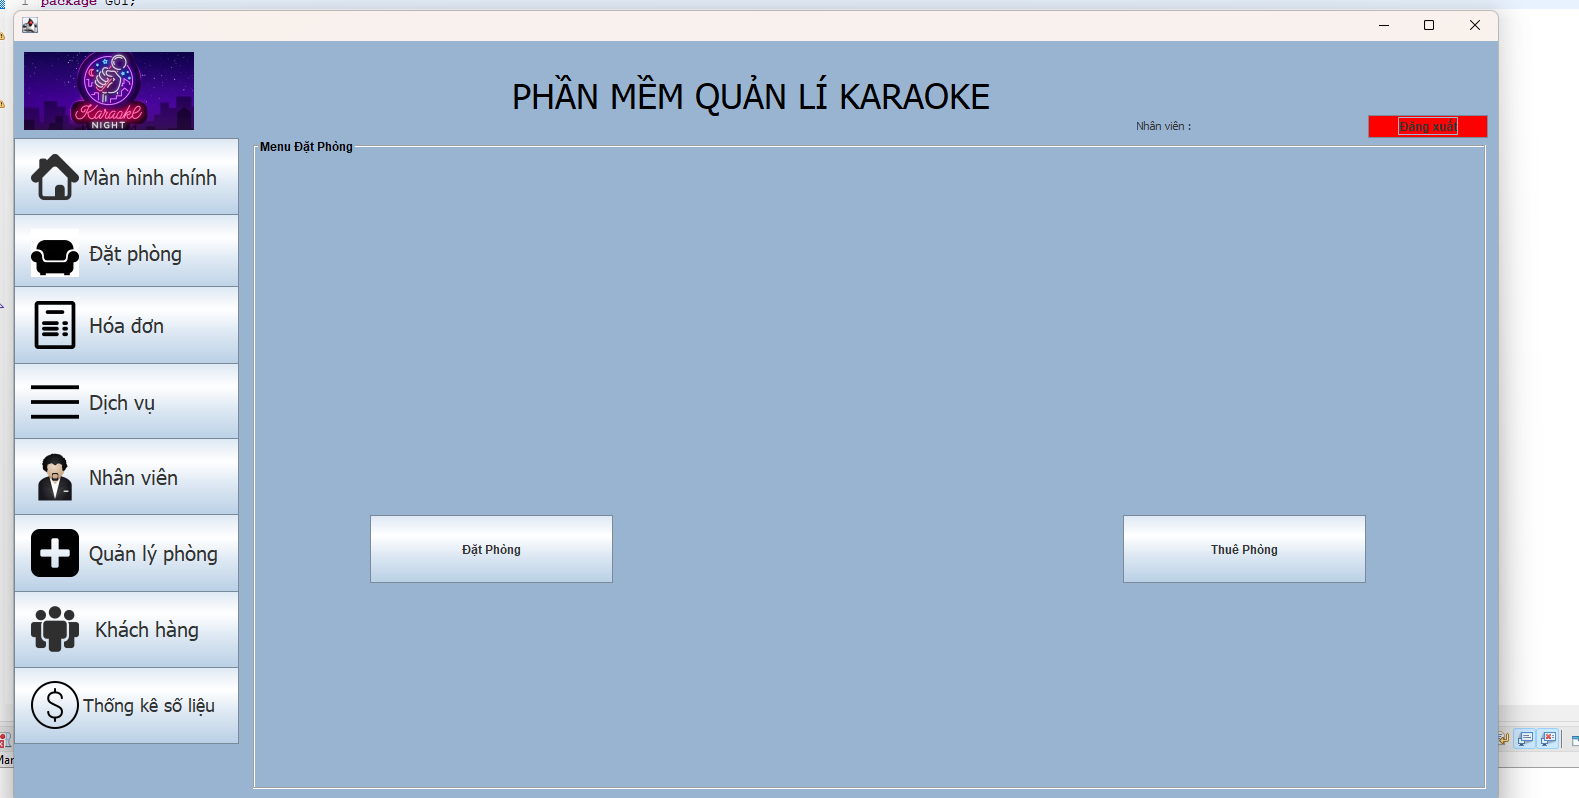 1 package GUI;
Karaoke
NIGHT
PHẦN MỀM QUẢN LÍ KARAOKE
Nhân viên :
Đăng xuất
Menu Đặt Phòng
Màn hình chính
Đặt phòng
Hóa đơn
Dịch vụ
Nhân viên
Quản lý phòng
Khách hàng
Thống kê số liệu
Đặt Phòng
Thuê Phòng